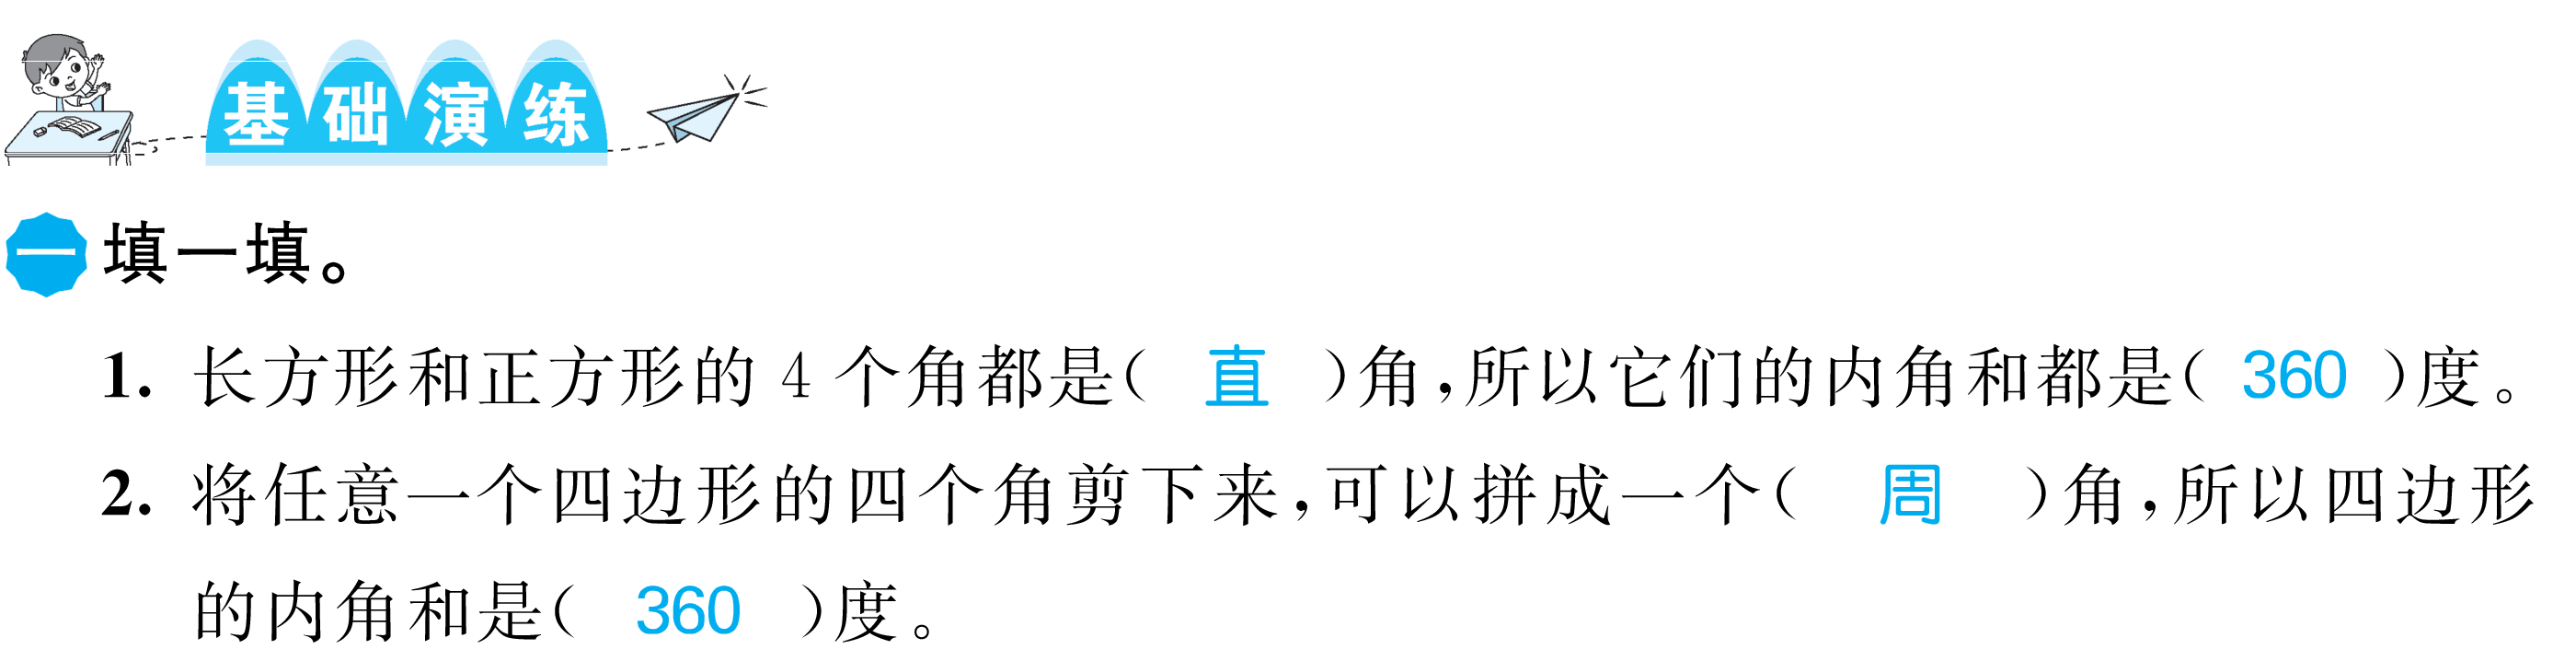 基础演练
一 填一填。
1. 长方形和正方形的 4 个角都是( 直 )角,所以它们的内角和都是( 360 )度。
2. 将任意一个四边形的四个角剪下来,可以拼成一个( 周 )角,所以四边形
的内角和是( 360 )度。